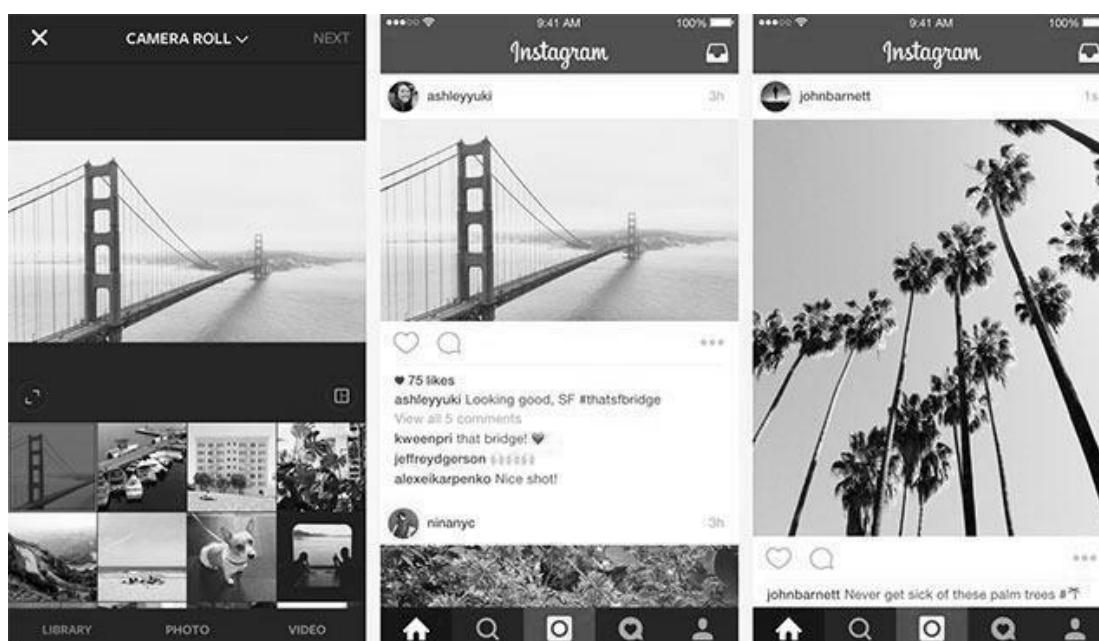 CAMERA ROLL
NEXT
LIBRARY
PHOTO
VIDEO
9:41 AM
100%
Instagram
ashleyyuki
3h
75 likes
ashleyyuki Looking good, SF #thatsfbridge
View all 5 comments
kweenpri that bridge!
jeffreydgerson
alexeikarpenko Nice shot!
ninanyc
3h
9:41 AM
100%
Instagram
johnbarnett
1s
johnbarnett Never get sick of these palm trees #🌴